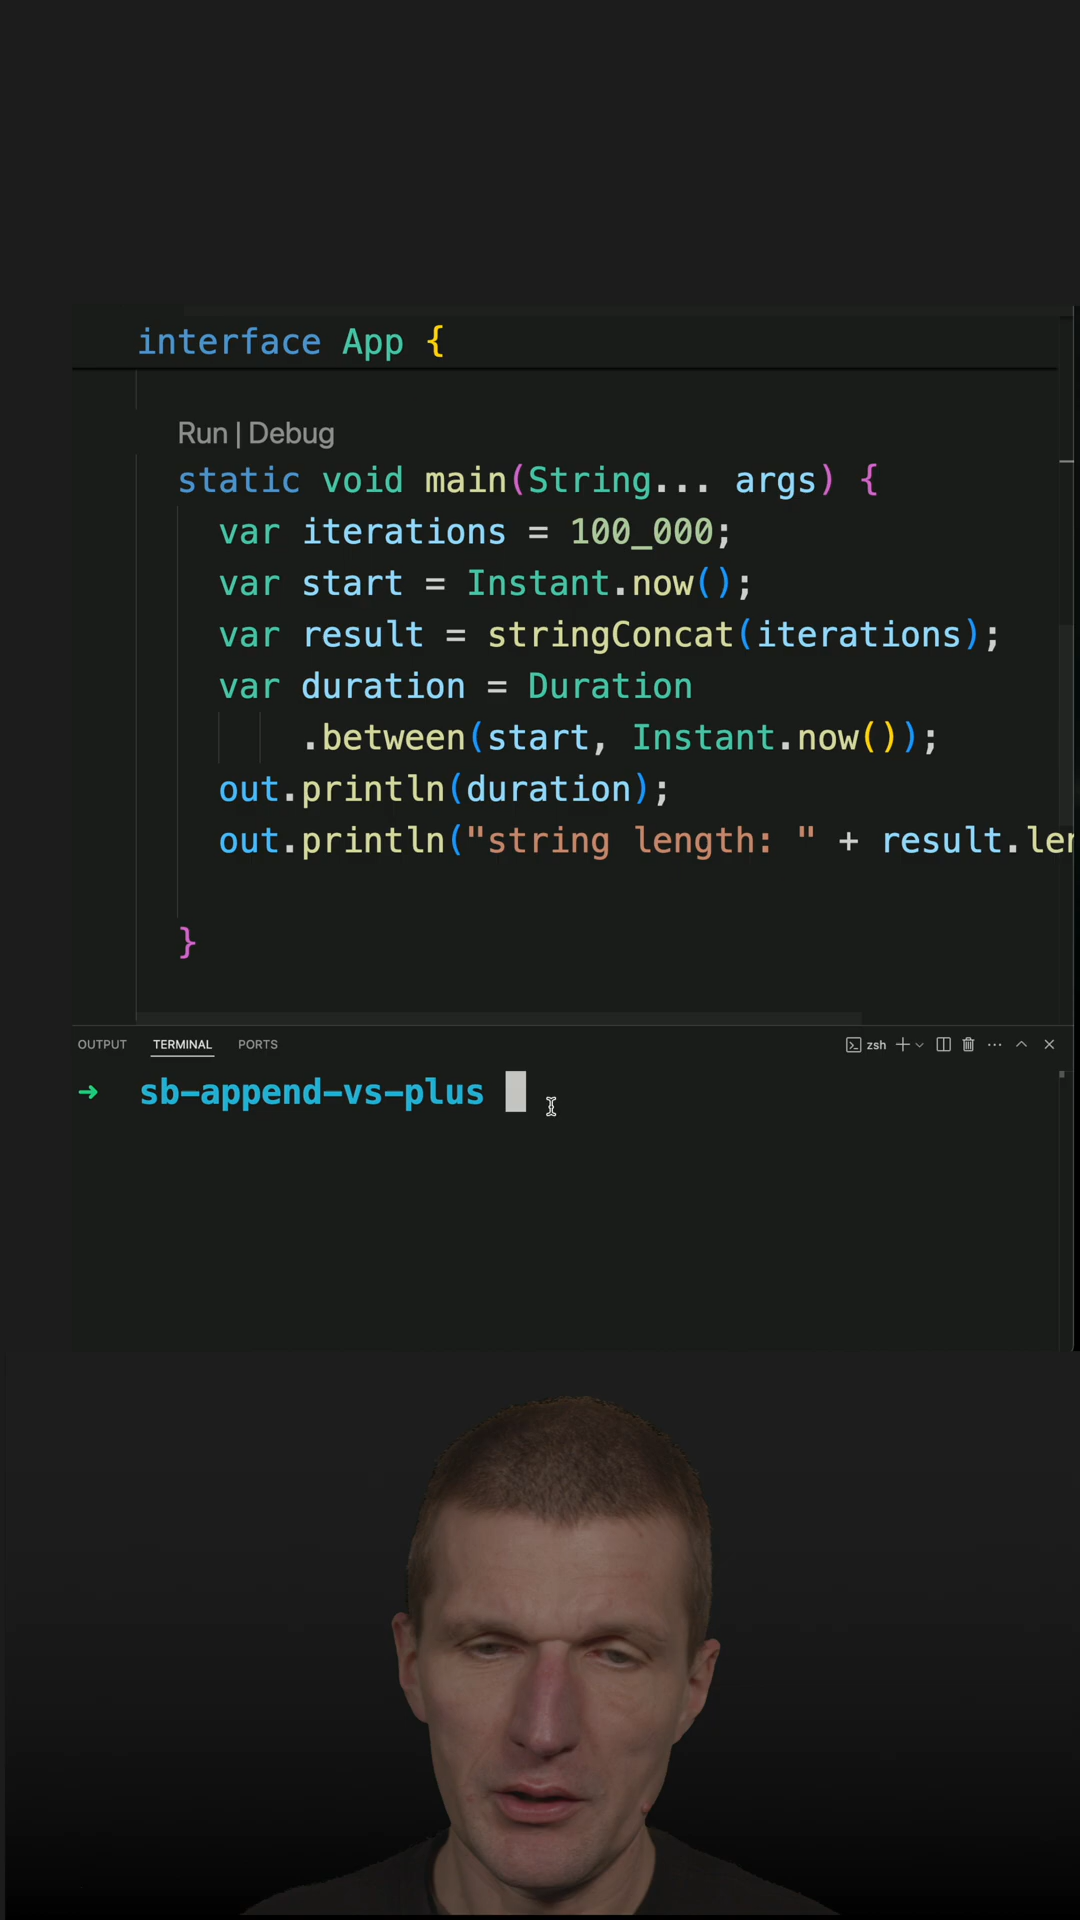 interface App {
Run | Debug
static void main(String... args) {
var iterations = 100_000;
var start = Instant.now();
var result = stringConcat(iterations);
var duration = Duration
.between(start, Instant.now());
out.println(duration);
out.println("string length: " + result.len
}
OUTPUT TERMINAL PORTS zsh
→ sb-append-vs-plus